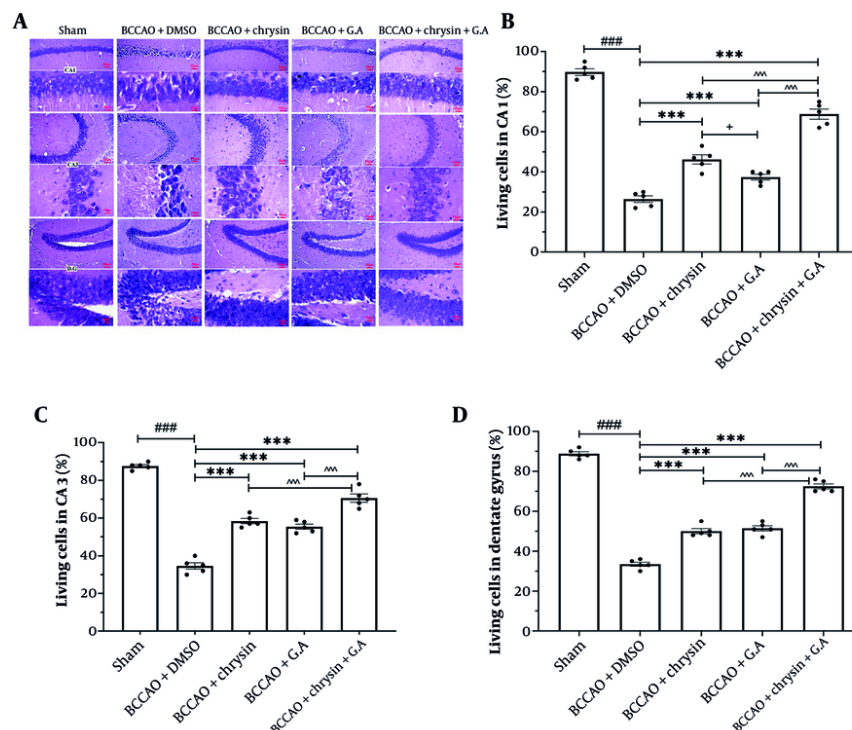 A
Sham
BCCAO + DMSO
BCCAO + chrysin
BCCAO + G.A
BCCAO + chrysin + G.A
CA1
CA3
D.G
B
Living cells in CA 1 (%)
100
80
60
40
20
0
###
***
^^^
^^^
***
***
+
Sham
BCCAO + DMSO
BCCAO + chrysin
BCCAO + G.A
BCCAO + chrysin + G.A
C
Living cells in CA 3 (%)
100
80
60
40
20
0
###
***
***
***
^^^
^^^
Sham
BCCAO + DMSO
BCCAO + chrysin
BCCAO + G.A
BCCAO + chrysin + G.A
D
Living cells in dentate gyrus (%)
100
80
60
40
20
0
###
***
***
***
^^^
^^^
Sham
BCCAO + DMSO
BCCAO + chrysin
BCCAO + G.A
BCCAO + chrysin + G.A